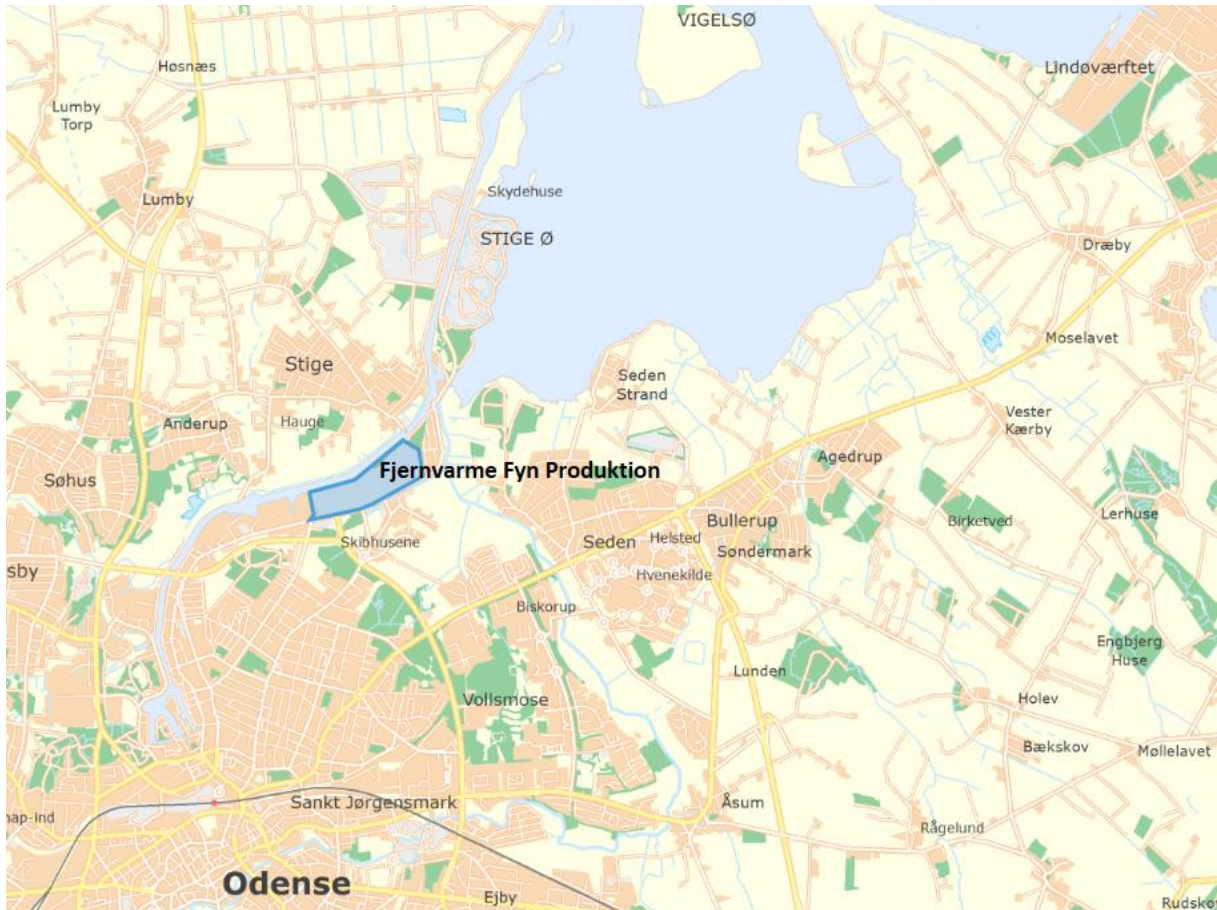 VIGELSØ
Høsnæs
Lindøværftet
Lumby
Torp
Lumby
Skydehuse
STIGE Ø
Dræby
Moselavet
Stige
Seden
Strand
Hauge
Anderup
Vester
Kærby
Søhus
Fjernvarme Fyn Produktion
Agedrup
Lerhuse
Birketved
Bullerup
Skibhusene
Seden
Helsted
Søndermark
sby
Hvenekilde
Biskorup
Engbjerg
Huse
Lunden
Vollsmose
Holev
Bækskov
Møllelavet
Sankt Jørgensmark
Åsum
nap-ind
Rågelund
Odense
Ejby
Rudskov